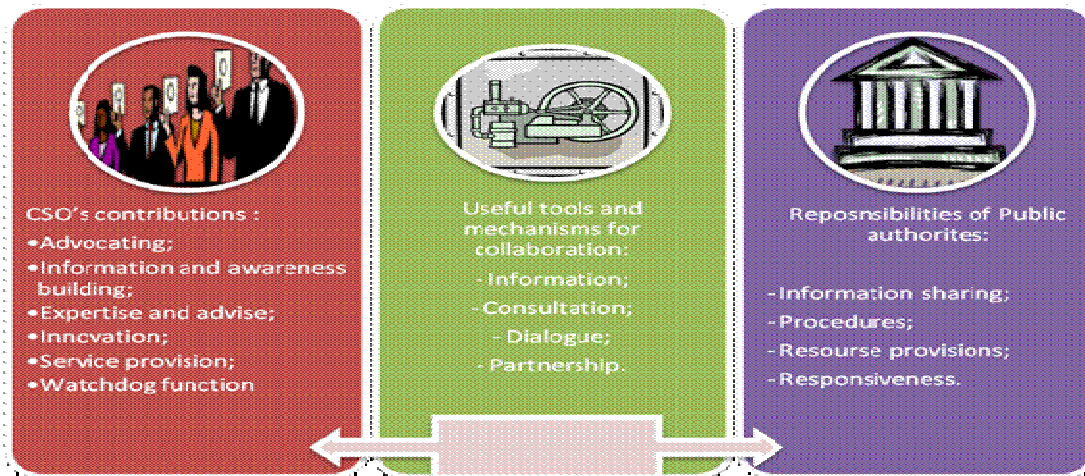 CSO's contributions :
•Advocating;
•Information and awareness
building;
•Expertise and advise;
•Innovation;
•Service provision;
•Watchdog function
Useful tools and
mechanisms for
collaboration:
- Information;
- Consultation;
- Dialogue;
- Partnership.
Reposnsibilities of Public
authorites:
- Information sharing;
- Procedures;
- Resourse provisions;
- Responsiveness.